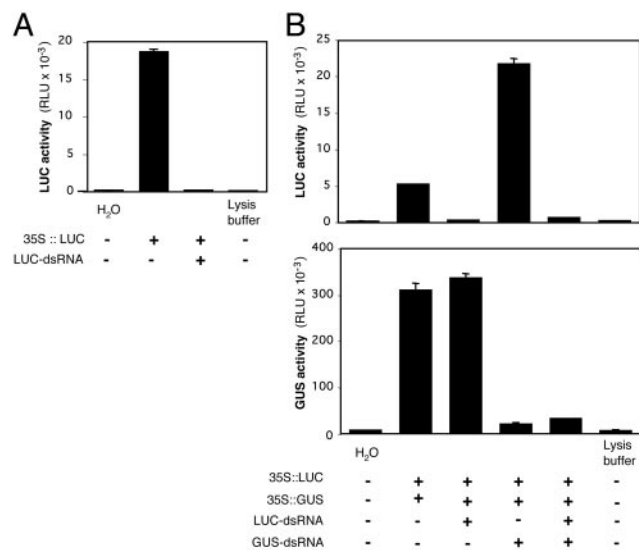 A
LUC activity (RLU x 10-3)
20
15
10
5
0
H2O
Lysis buffer
35S :: LUC - + + -
LUC-dsRNA - - + -
B
LUC activity (RLU x 10-3)
25
20
15
10
5
0
GUS activity (RLU x 10-3)
400
300
200
100
0
H2O
Lysis buffer
35S::LUC - + + + + -
35S::GUS - + + + + -
LUC-dsRNA - - + - + -
GUS-dsRNA - - - + + -